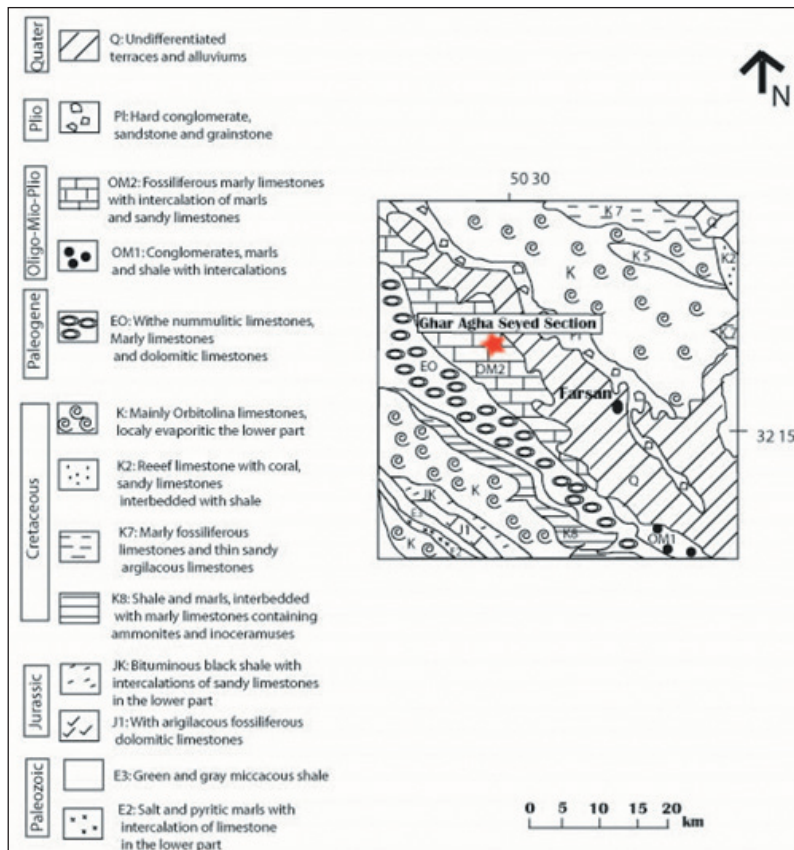 Quater
Q: Undifferentiated
terraces and alluviums
Plio
Pl: Hard conglomerate,
sandstone and grainstone
Oligo-Mio-Plio
OM2: Fossiliferous marly limestones
with intercalation of marls
and sandy limestones
OM1: Conglomerates, marls
and shale with intercalations
Paleogene
EO: Withe nummulitic limestones,
Marly limestones
and dolomitic limestones
Cretaceous
K: Mainly Orbitolina limestones,
localy evaporitic the lower part
K2: Reeef limestone with coral,
sandy limestones
interbedded with shale
K7: Marly fossiliferous
limestones and thin sandy
argilacous limestones
K8: Shale and marls, interbedded
with marly limestones containing
ammonites and inoceramuses
Jurassic
JK: Bituminous black shale with
intercalations of sandy limestones
in the lower part
J1: With arigilacous fossiliferous
dolomitic limestones
Paleozoic
E3: Green and gray miccacous shale
E2: Salt and pyritic marls with
intercalation of limestone
in the lower part
N
50 30
K7
Q
K5
K2
K
Ghar Agha Seyed Section
Pl
EO
OM2
Farsan
32 15
K
JK
Q
E3
J1
K8
OM1
K
E2
0 5 10 15 20
km